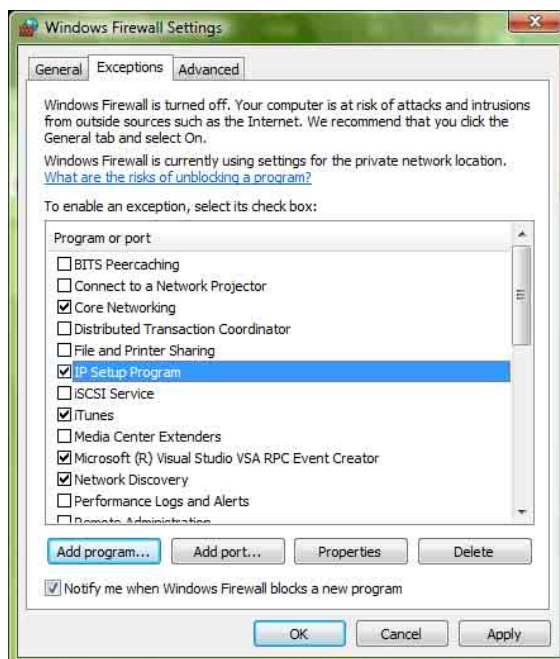 Windows Firewall Settings
General
Exceptions
Advanced
Windows Firewall is turned off. Your computer is at risk of attacks and intrusions
from outside sources such as the Internet. We recommend that you click the
General tab and select On.
Windows Firewall is currently using settings for the private network location.
What are the risks of unblocking a program?
To enable an exception, select its check box:
Program or port
BITS Peercaching
Connect to a Network Projector
Core Networking
Distributed Transaction Coordinator
File and Printer Sharing
IP Setup Program
iSCSI Service
iTunes
Media Center Extenders
Microsoft (R) Visual Studio VSA RPC Event Creator
Network Discovery
Performance Logs and Alerts
Remote Administration
Add program...
Add port...
Properties
Delete
Notify me when Windows Firewall blocks a new program
OK
Cancel
Apply